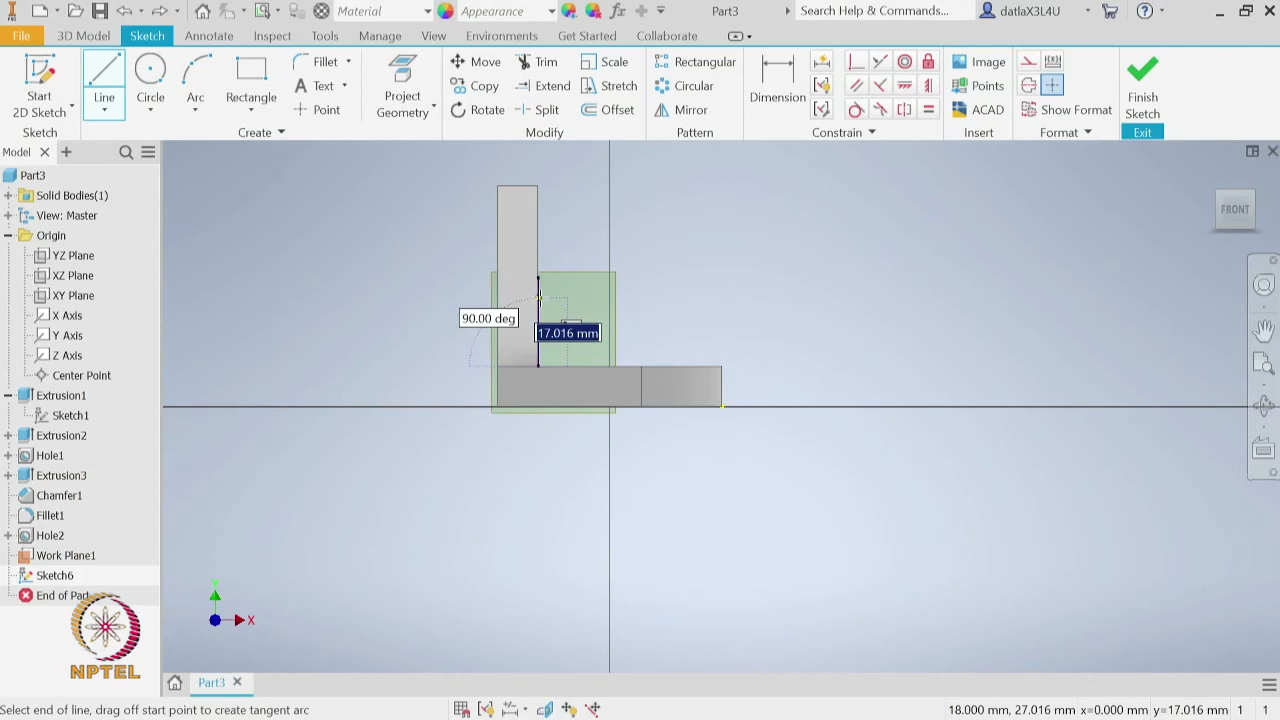 Material
Appearance
Part3
Search Help & Commands...
datlaX3L4U
File
3D Model
Sketch
Annotate
Inspect
Tools
Manage
View
Environments
Get Started
Collaborate
Start
2D Sketch
Line
Circle
Arc
Rectangle
Fillet
Text
Point
Project
Geometry
Move
Trim
Scale
Copy
Extend
Stretch
Rotate
Split
Offset
Rectangular
Circular
Mirror
Dimension
Image
Points
ACAD
Show Format
Finish
Sketch
Sketch
Create
Modify
Pattern
Constrain
Insert
Format
Exit
Model
Part3
Solid Bodies(1)
View: Master
Origin
YZ Plane
XZ Plane
XY Plane
X Axis
Y Axis
Z Axis
Center Point
Extrusion1
Sketch1
Extrusion2
Hole1
Extrusion3
Chamfer1
Fillet1
Hole2
Work Plane1
Sketch6
End of Part
NPTEL
FRONT
90.00 deg
17.016 mm
Y
X
Part3
Select end of line, drag off start point to create tangent arc
18.000 mm, 27.016 mm x=0.000 mm y=17.016 mm 1 1